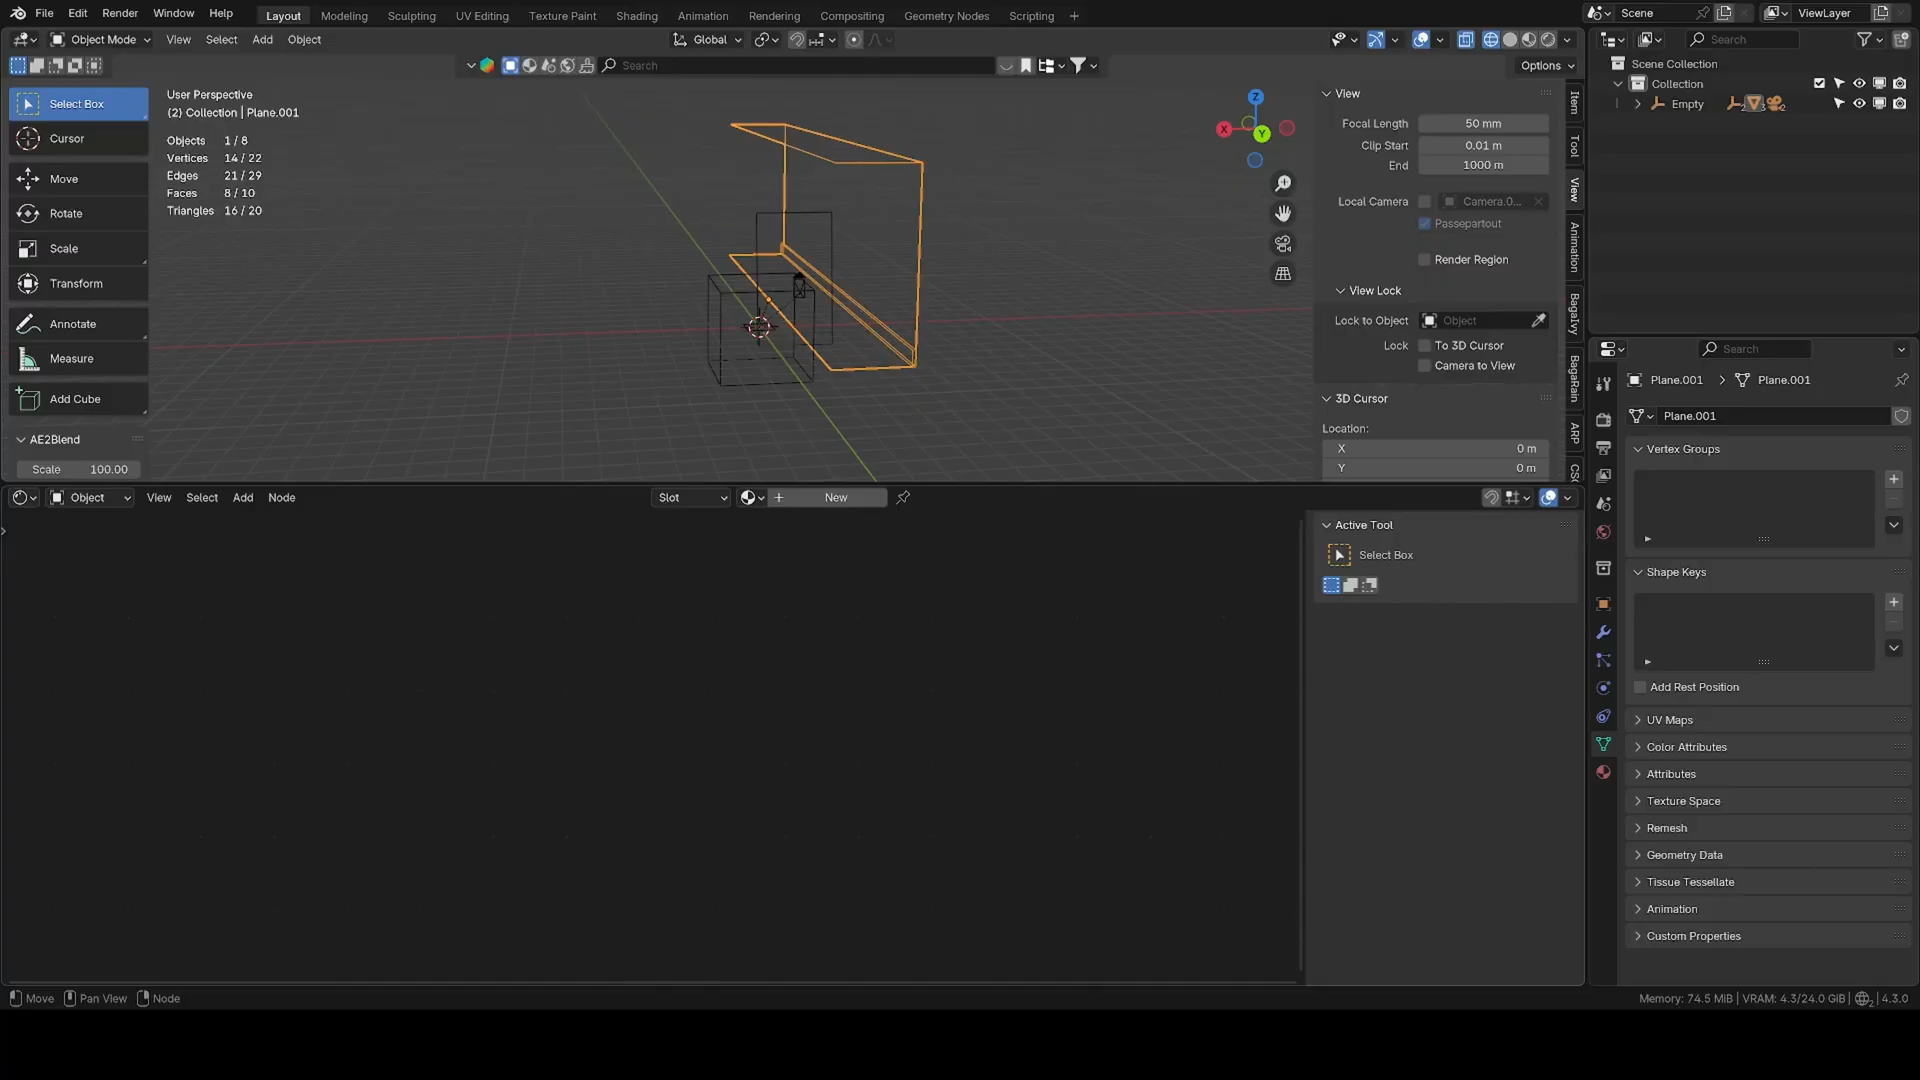 File Edit Render Window Help Layout Modeling Sculpting UV Editing Texture Paint Shading Animation Rendering Compositing Geometry Nodes Scripting + Scene ViewLayer
Object Mode View Select Add Object Global Search
Search Options
Select Box
Cursor
Move
Rotate
Scale
Transform
Annotate
Measure
Add Cube
AE2Blend
Scale 100.00
User Perspective
(2) Collection | Plane.001
Objects 1 / 8
Vertices 14 / 22
Edges 21 / 29
Faces 8 / 10
Triangles 16 / 20
Z
X
Y
View
Focal Length 50 mm
Clip Start 0.01 m
End 1000 m
Local Camera Camera.0...
Passepartout
Render Region
View Lock
Lock to Object Object
Lock To 3D Cursor
Camera to View
3D Cursor
Location:
X 0 m
Y 0 m
Item
Tool
View
Animation
BagaIvy
BagaRain
ARP
Scene Collection
Collection
Empty
2
Search
Plane.001 Plane.001
Plane.001
Vertex Groups
Shape Keys
Add Rest Position
UV Maps
Color Attributes
Attributes
Texture Space
Remesh
Geometry Data
Tissue Tessellate
Animation
Custom Properties
Object View Select Add Node Slot New
Active Tool
Select Box
Move Pan View Node Memory: 74.5 MiB | VRAM: 4.3/24.0 GiB | 2 | 4.3.0